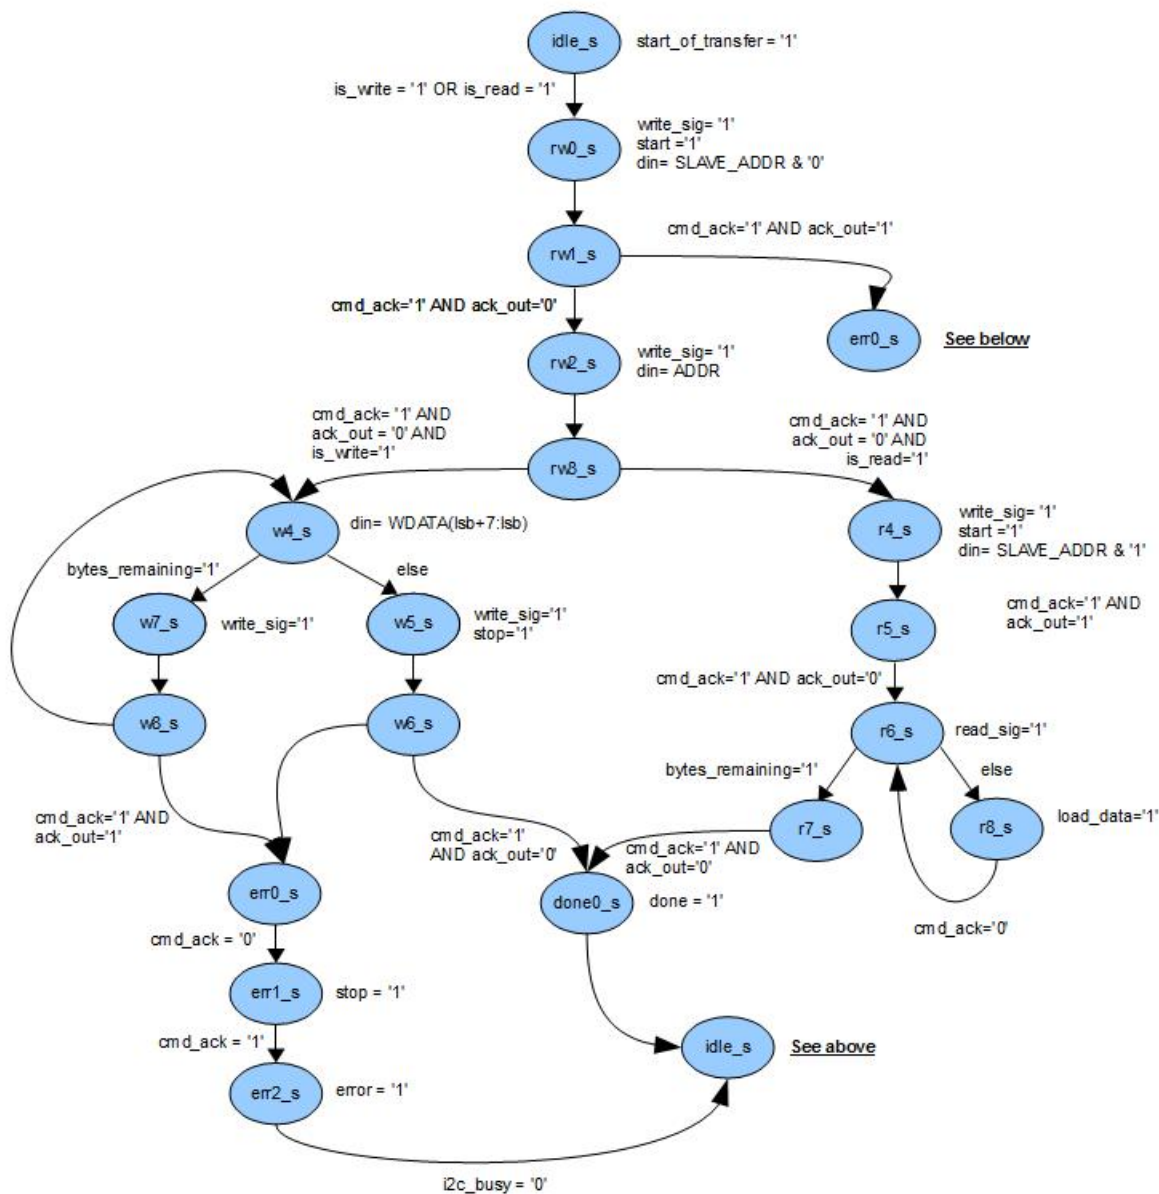 idle_s
start_of_transfer = '1'
is_write = '1' OR is_read = '1'
rw0_s
write_sig= '1'
start ='1'
din= SLAVE_ADDR & '0'
rw1_s
cmd_ack='1' AND ack_out='1'
cmd_ack='1' AND ack_out='0'
err0_s
See below
rw2_s
write_sig= '1'
din= ADDR
cmd_ack= '1' AND
ack_out = '0' AND
is_write='1'
rw3_s
cmd_ack= '1' AND
ack_out = '0' AND
is_read='1'
w4_s
din= WDATA(lsb+7:lsb)
r4_s
write_sig= '1'
start ='1'
din= SLAVE_ADDR & '1'
bytes_remaining='1'
else
w7_s
write_sig='1'
w5_s
write_sig='1'
stop='1'
r5_s
cmd_ack='1' AND
ack_out='1'
cmd_ack='1' AND ack_out='0'
w8_s
w6_s
r6_s
read_sig='1'
bytes_remaining='1'
else
r7_s
r8_s
load_data='1'
cmd_ack='1' AND
ack_out='1'
cmd_ack='1'
AND ack_out='0'
cmd_ack='1' AND
ack_out='0'
err0_s
done0_s
done = '1'
cmd_ack='0'
cmd_ack = '0'
err1_s
stop = '1'
cmd_ack = '1'
idle_s
See above
err2_s
error = '1'
i2c_busy = '0'